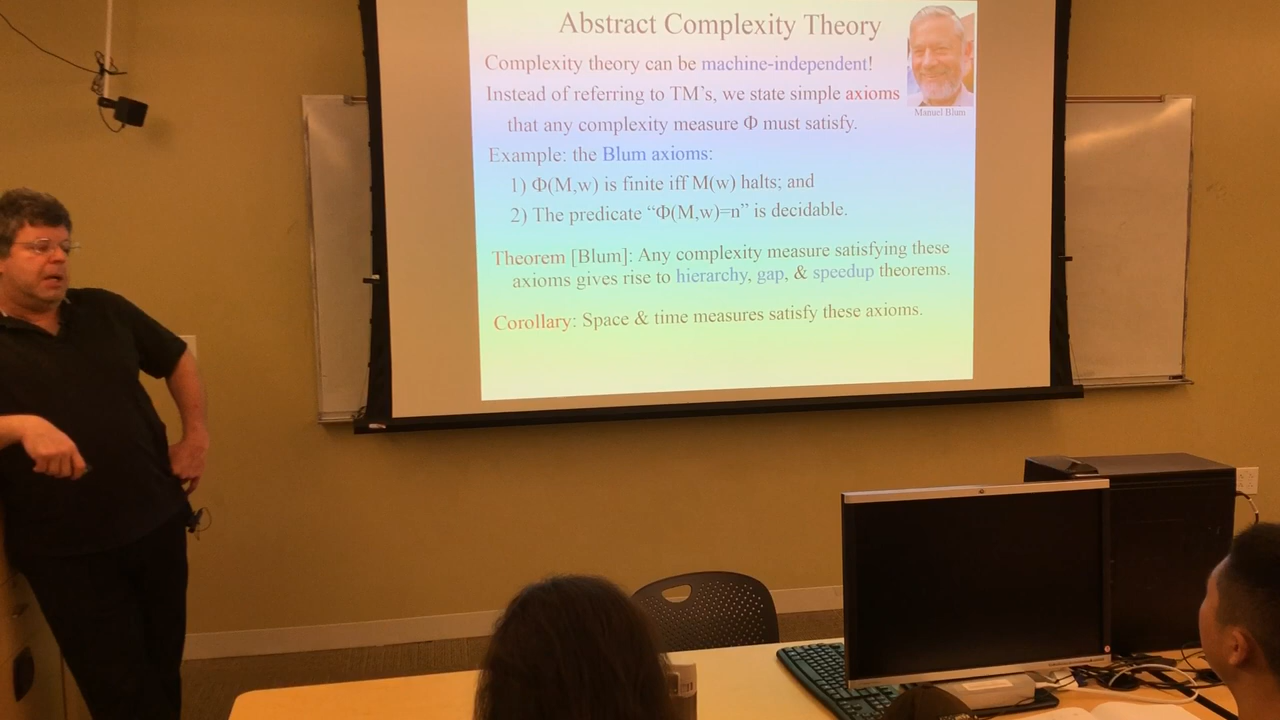 Abstract Complexity Theory
Complexity theory can be machine-independent!
Instead of referring to TM's, we state simple axioms
that any complexity measure Φ must satisfy.
Manuel Blum
Example: the Blum axioms:
1) Φ(M,w) is finite iff M(w) halts; and
2) The predicate “Φ(M,w)=n” is decidable.
Theorem [Blum]: Any complexity measure satisfying these
axioms gives rise to hierarchy, gap, & speedup theorems.
Corollary: Space & time measures satisfy these axioms.